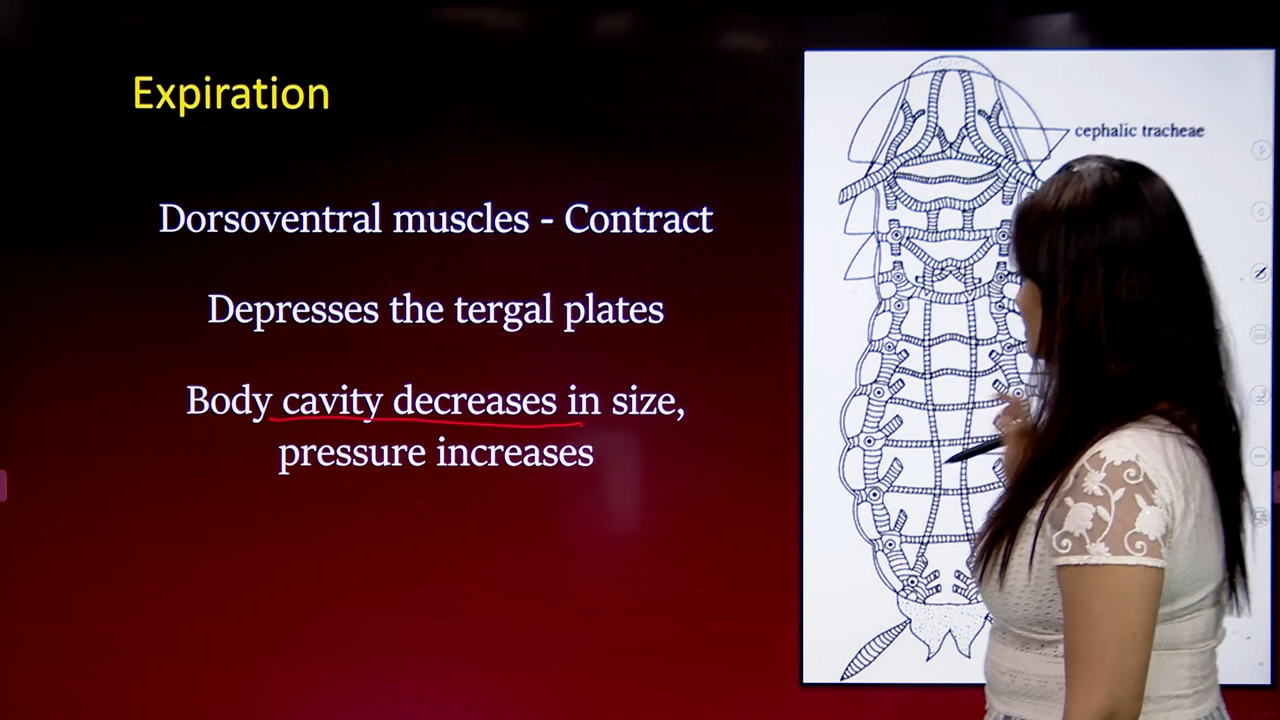 Expiration
Dorsoventral muscles - Contract
Depresses the tergal plates
Body cavity decreases in size,
pressure increases
cephalic tracheae